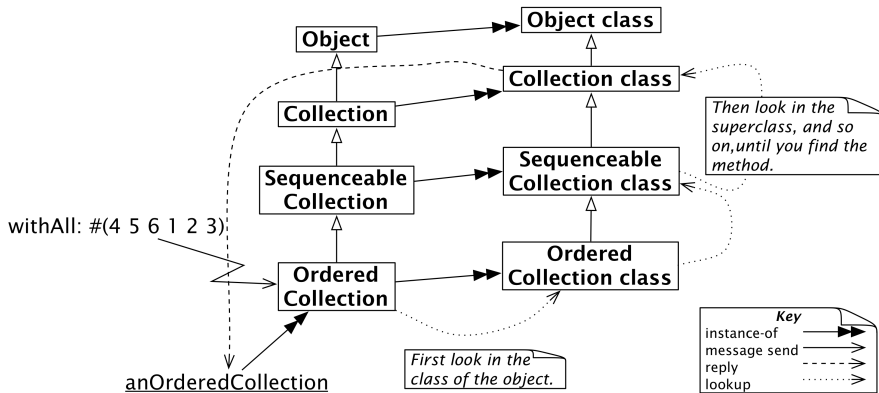 Object class
Object
Collection class
Collection
Then look in the
superclass, and so
on,until you find the
method.
Sequenceable
Collection class
Sequenceable
Collection
withAll: #(4 5 6 1 2 3)
Ordered
Collection class
Ordered
Collection
Key
instance-of
message send
reply
lookup
First look in the
class of the object.
anOrderedCollection